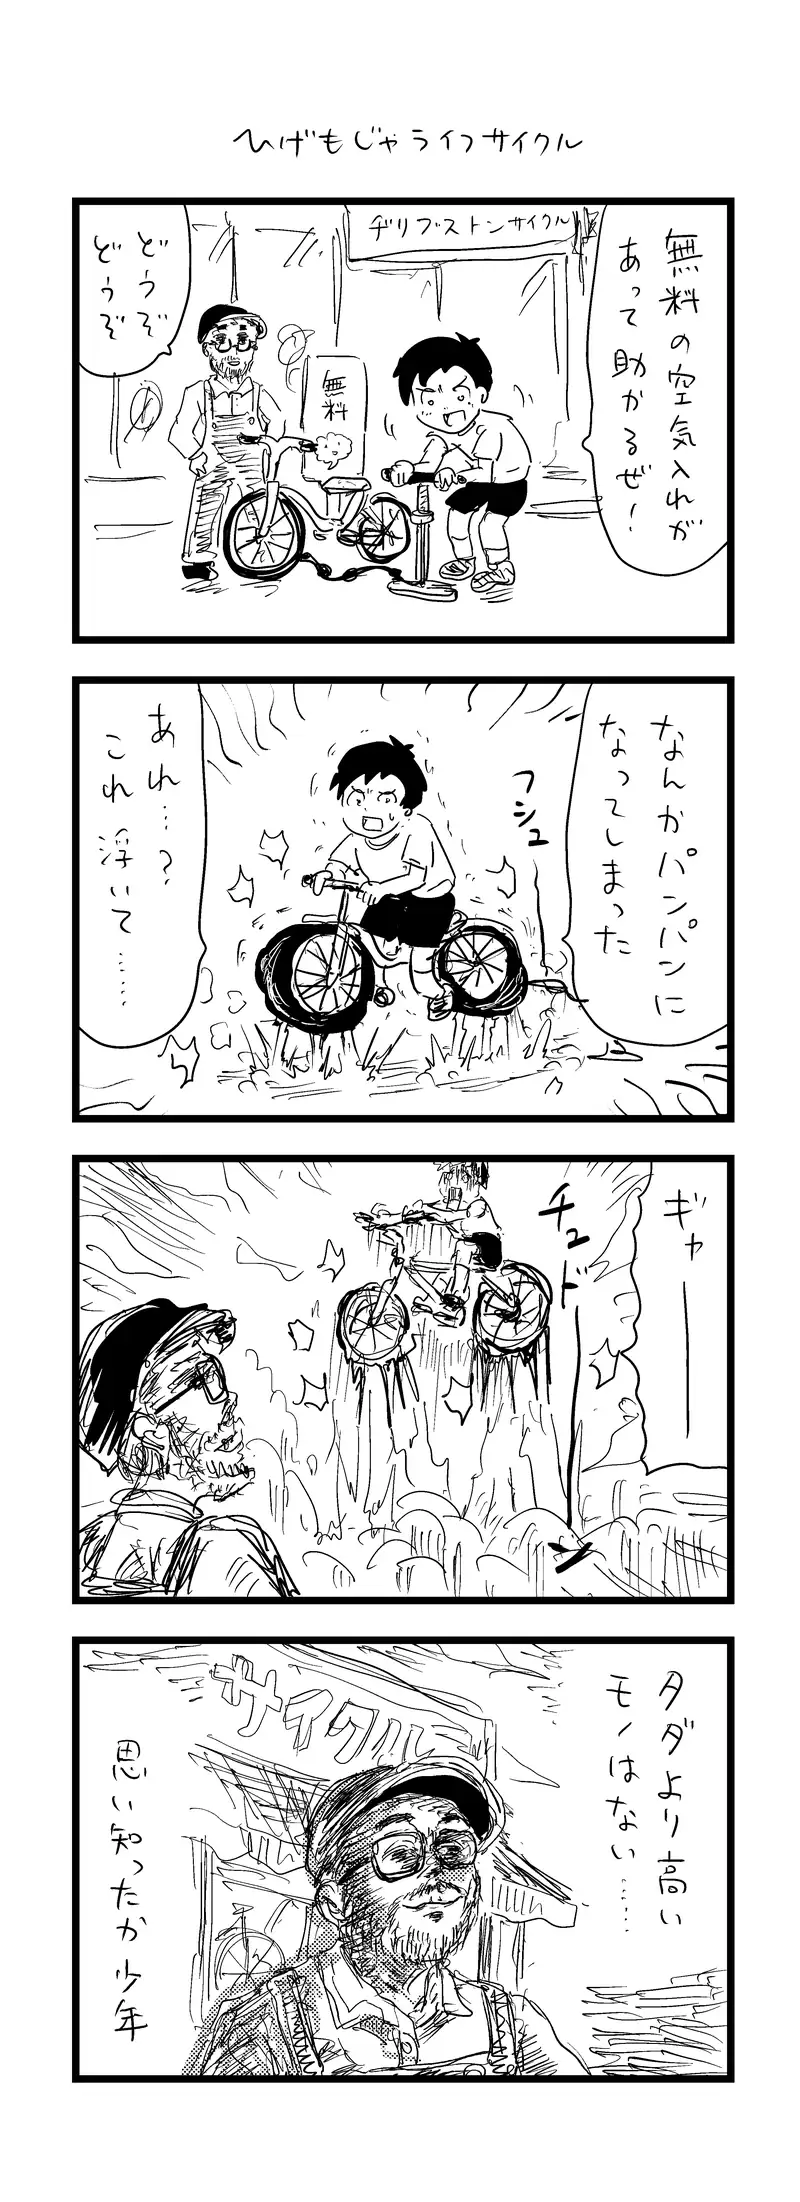 ひげもじゃライフサイクル
ヂリブストンサイクル
無料の空気入れが
あって助かるぜ!
どうぞ
どうぞ
無料
なんかパンパンに
なってしまった
フシュー
あれ…?
これ浮いて……
ギャー
チュドーン
タダより高い
モノはない……
サイクル
思い知ったか少年